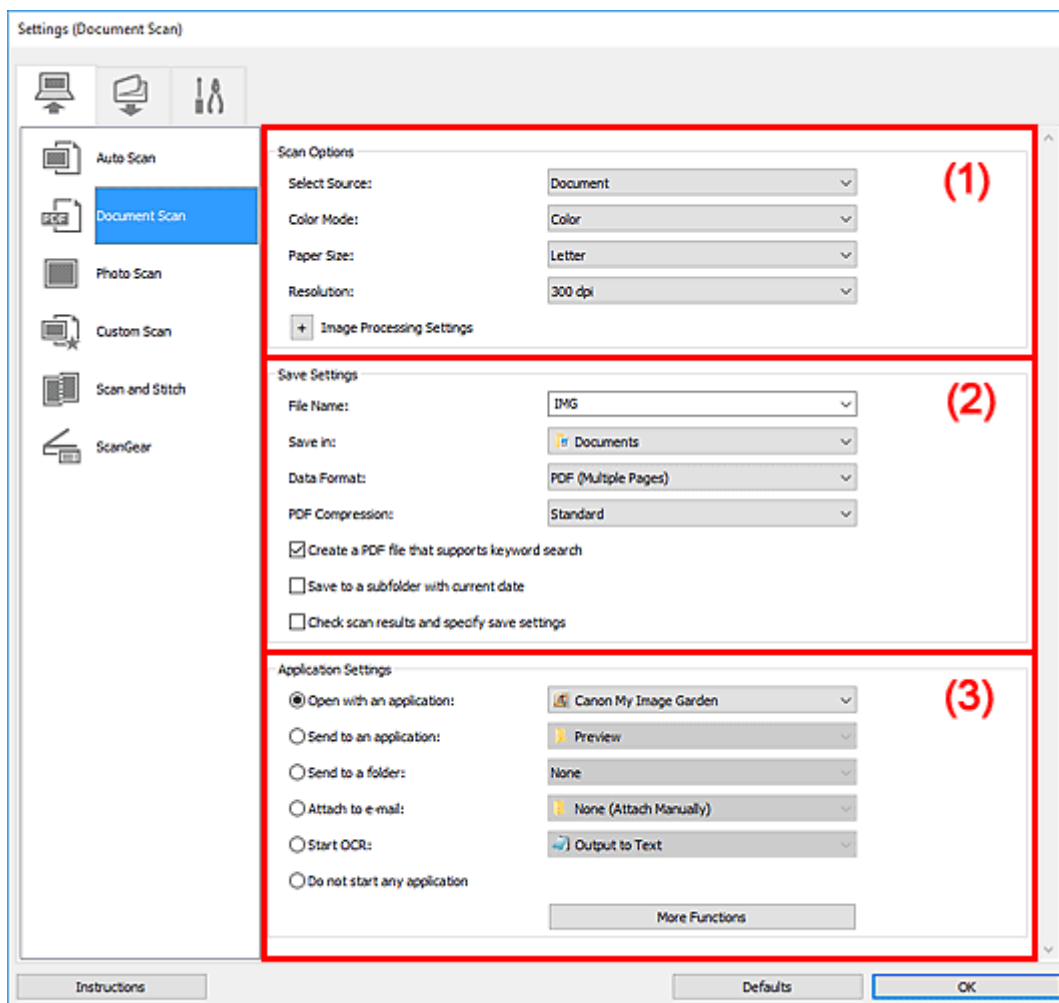 Settings (Document Scan)
Auto Scan
PDF
Document Scan
Photo Scan
Custom Scan
Scan and Stitch
ScanGear
(1)
Scan Options
Select Source: Document
Color Mode: Color
Paper Size: Letter
Resolution: 300 dpi
+ Image Processing Settings
(2)
Save Settings
File Name: IMG
Save in: Documents
Data Format: PDF (Multiple Pages)
PDF Compression: Standard
Create a PDF file that supports keyword search
Save to a subfolder with current date
Check scan results and specify save settings
(3)
Application Settings
Open with an application: Canon My Image Garden
Send to an application: Preview
Send to a folder: None
Attach to e-mail: None (Attach Manually)
Start OCR: Output to Text
Do not start any application
More Functions
Instructions Defaults OK